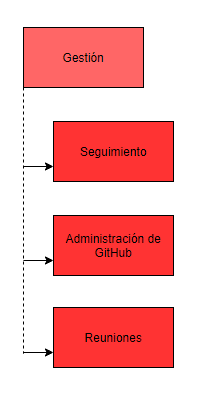 Gestión
Seguimiento
Administración de
GitHub
Reuniones